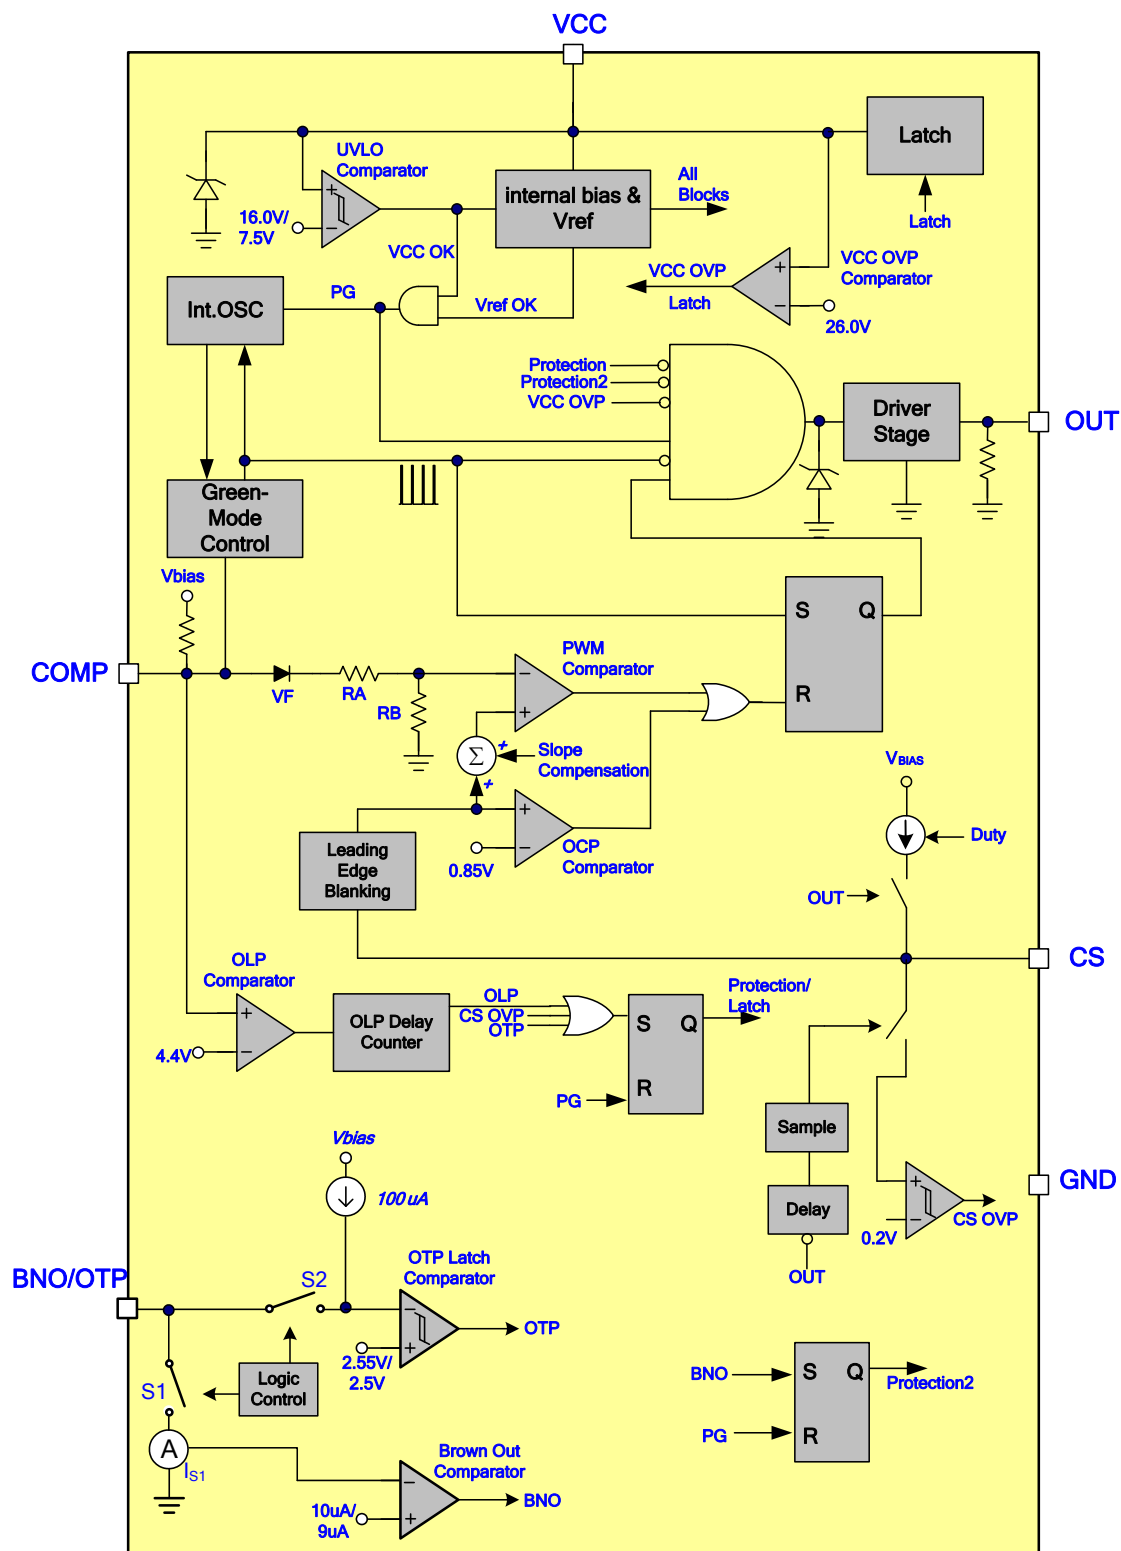 VCC
Latch
UVLO
Comparator
internal bias &
Vref
All
Blocks
16.0V/
7.5V
Latch
VCC OK
VCC OVP
Comparator
VCC OVP
Latch
PG
Vref OK
Int.OSC
26.0V
Protection
Protection2
VCC OVP
Driver
Stage
OUT
Green-
Mode
Control
Vbias
S
Q
R
COMP
VF
RA
RB
PWM
Comparator
−
+
Σ
+
+
Slope
Compensation
VBIAS
Duty
+
−
0.85V
OCP
Comparator
Leading
Edge
Blanking
OUT
CS
OLP
Comparator
+
−
4.4V
OLP Delay
Counter
OLP
CS OVP
OTP
S
Q
R
PG
Protection/
Latch
Sample
Delay
OUT
+
−
0.2V
CS OVP
GND
Vbias
100uA
BNO/OTP
S2
OTP Latch
Comparator
−
+
OTP
2.55V/
2.5V
Logic
Control
S1
A
IS1
Brown Out
Comparator
−
+
BNO
10uA/
9uA
BNO
S
Q
R
PG
Protection2